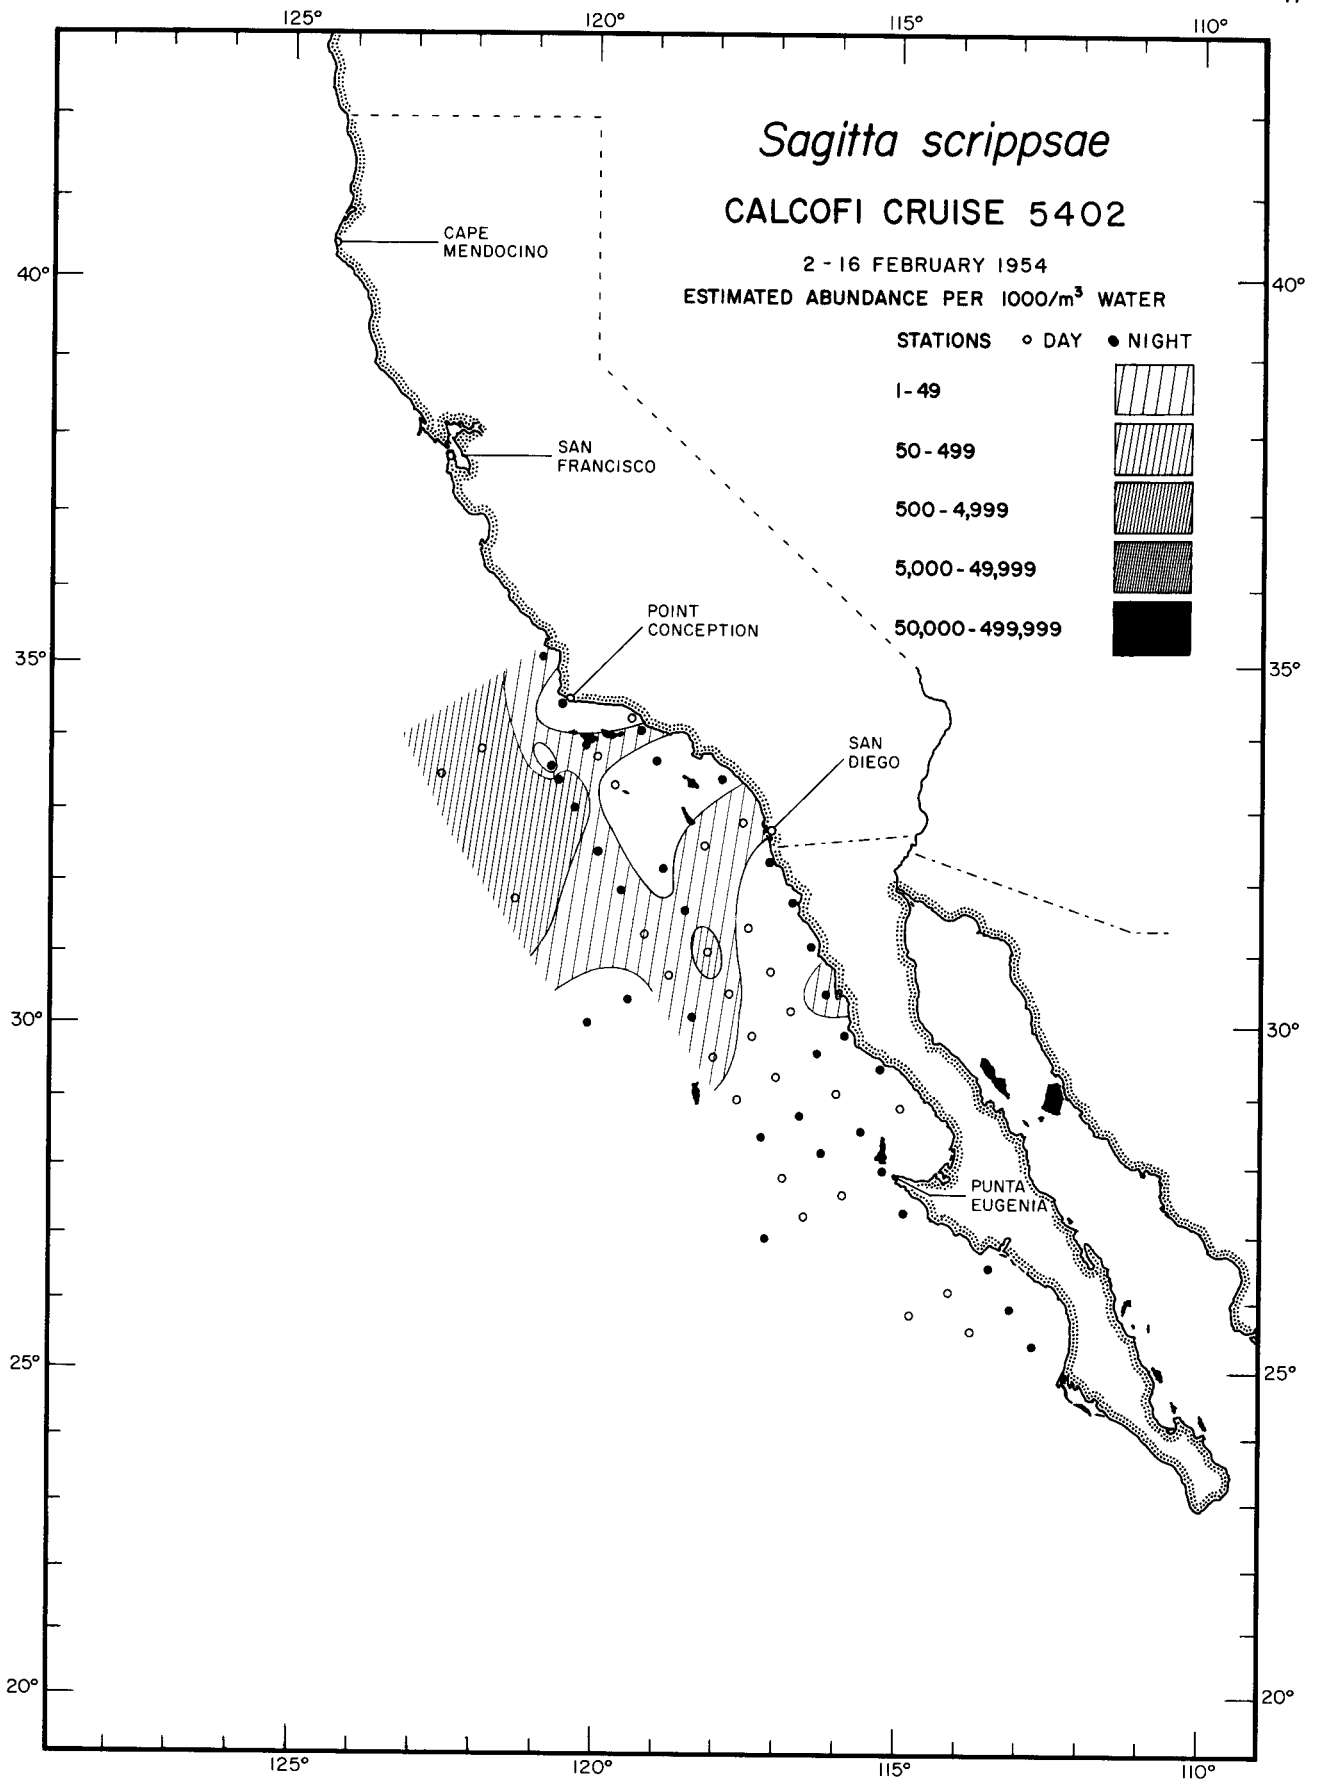 125° 120° 115° 110°
Sagitta scrippsae
CALCOFI CRUISE 5402
2 - 16 FEBRUARY 1954
ESTIMATED ABUNDANCE PER 1000/m³ WATER
STATIONS ○ DAY ● NIGHT
1 - 49
50 - 499
500 - 4,999
5,000 - 49,999
50,000 - 499,999
CAPE
MENDOCINO
40° 40°
SAN
FRANCISCO
POINT
CONCEPTION
35° 35°
SAN
DIEGO
30° 30°
PUNTA
EUGENIA
25° 25°
20° 20°
125° 120° 115° 110°